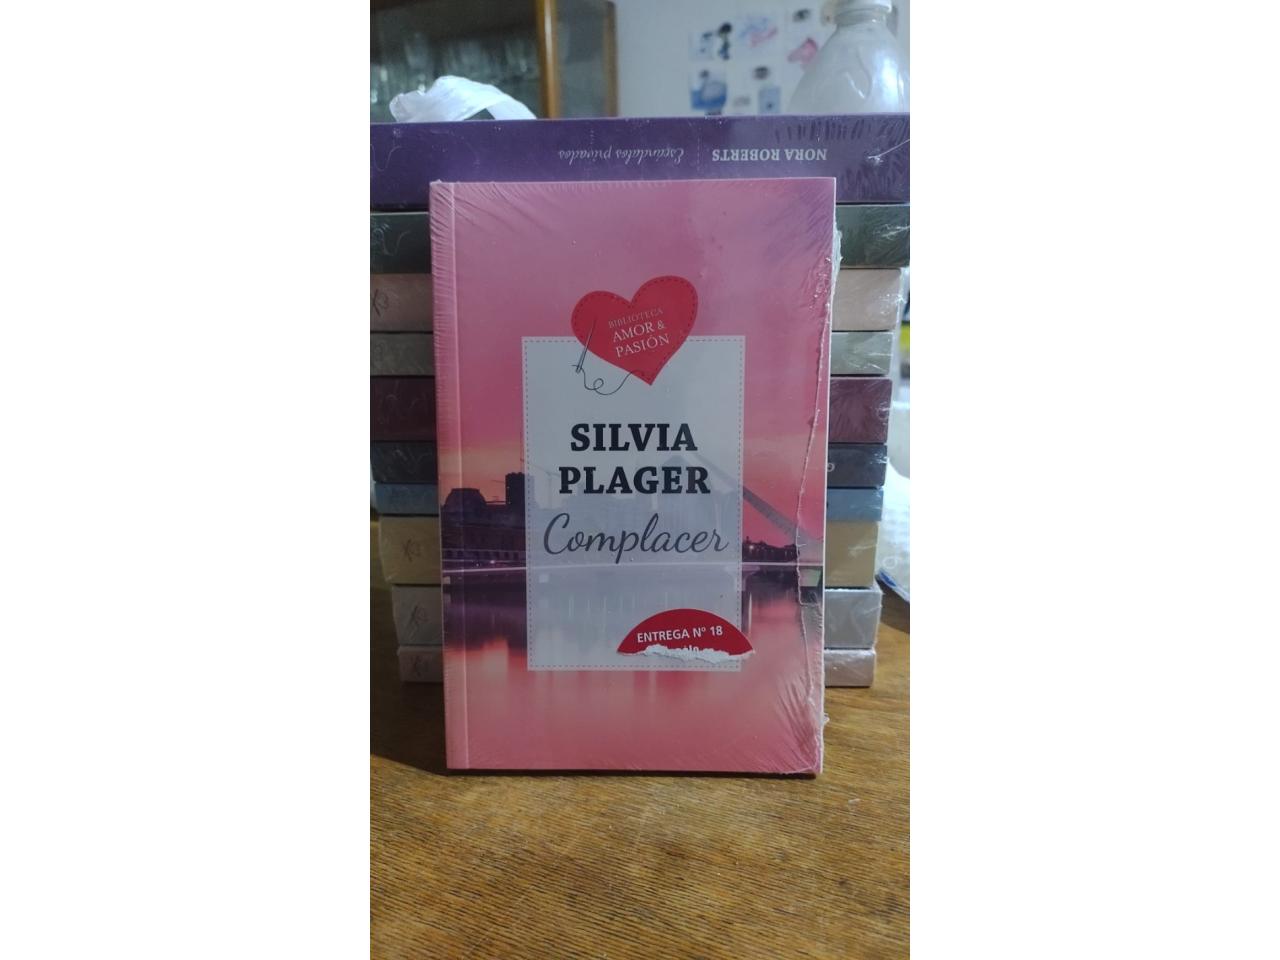 NORA ROBERTS Escándalos privados
BIBLIOTECA
AMOR &
PASIÓN
SILVIA
PLAGER
Complacer
ENTREGA Nº 18